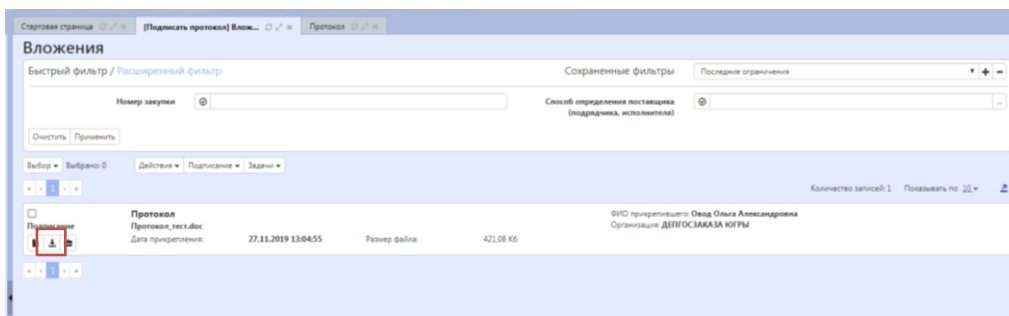 Стартовая страница [Подписать протокол] Влож... Протокол
Вложения
Быстрый фильтр / Расширенный фильтр Сохраненные фильтры Последние ограничения
Номер закупки Способ определения поставщика
(подрядчика, исполнителя)
Очистить Применить
Выбор Выбрано: 0 Действия Подписание Задачи
« ‹ 1 › » Количество записей: 1 Показывать по 10
Протокол ФИО прикрепившего: Овод Ольга Александровна
Подписание Протокол_тест.doc Организация: ДЕПГОСЗАКАЗА ЮГРЫ
Дата прикрепления: 27.11.2019 13:04:55 Размер файла: 421,08 Кб
« ‹ 1 › »